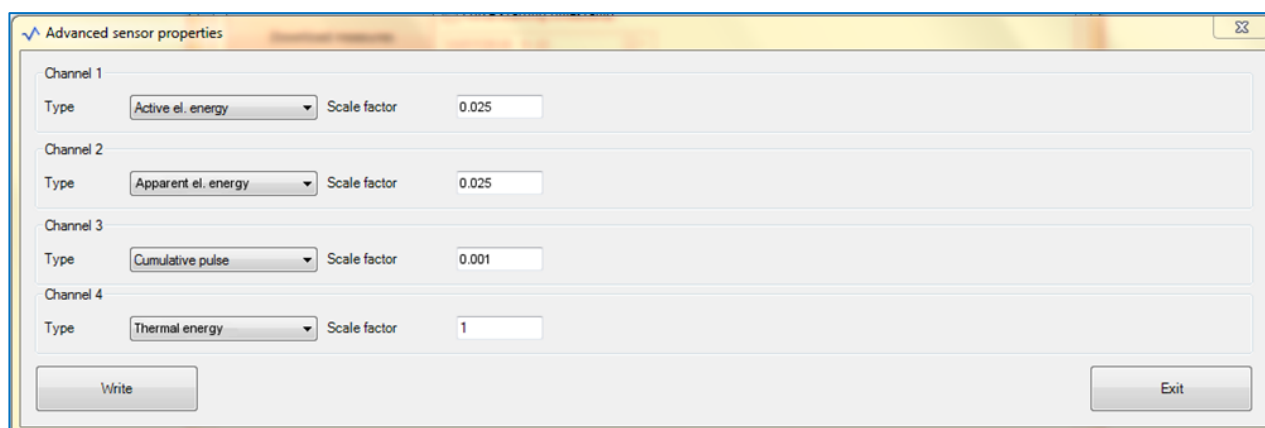 Advanced sensor properties
Channel 1
Type Active el. energy Scale factor 0.025
Channel 2
Type Apparent el. energy Scale factor 0.025
Channel 3
Type Cumulative pulse Scale factor 0.001
Channel 4
Type Thermal energy Scale factor 1
Write Exit